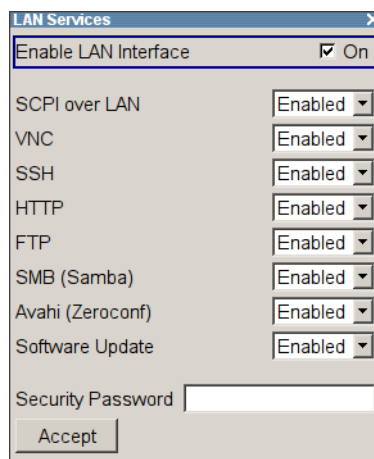 LAN Services
Enable LAN Interface On
SCPI over LAN Enabled
VNC Enabled
SSH Enabled
HTTP Enabled
FTP Enabled
SMB (Samba) Enabled
Avahi (Zeroconf) Enabled
Software Update Enabled
Security Password
Accept